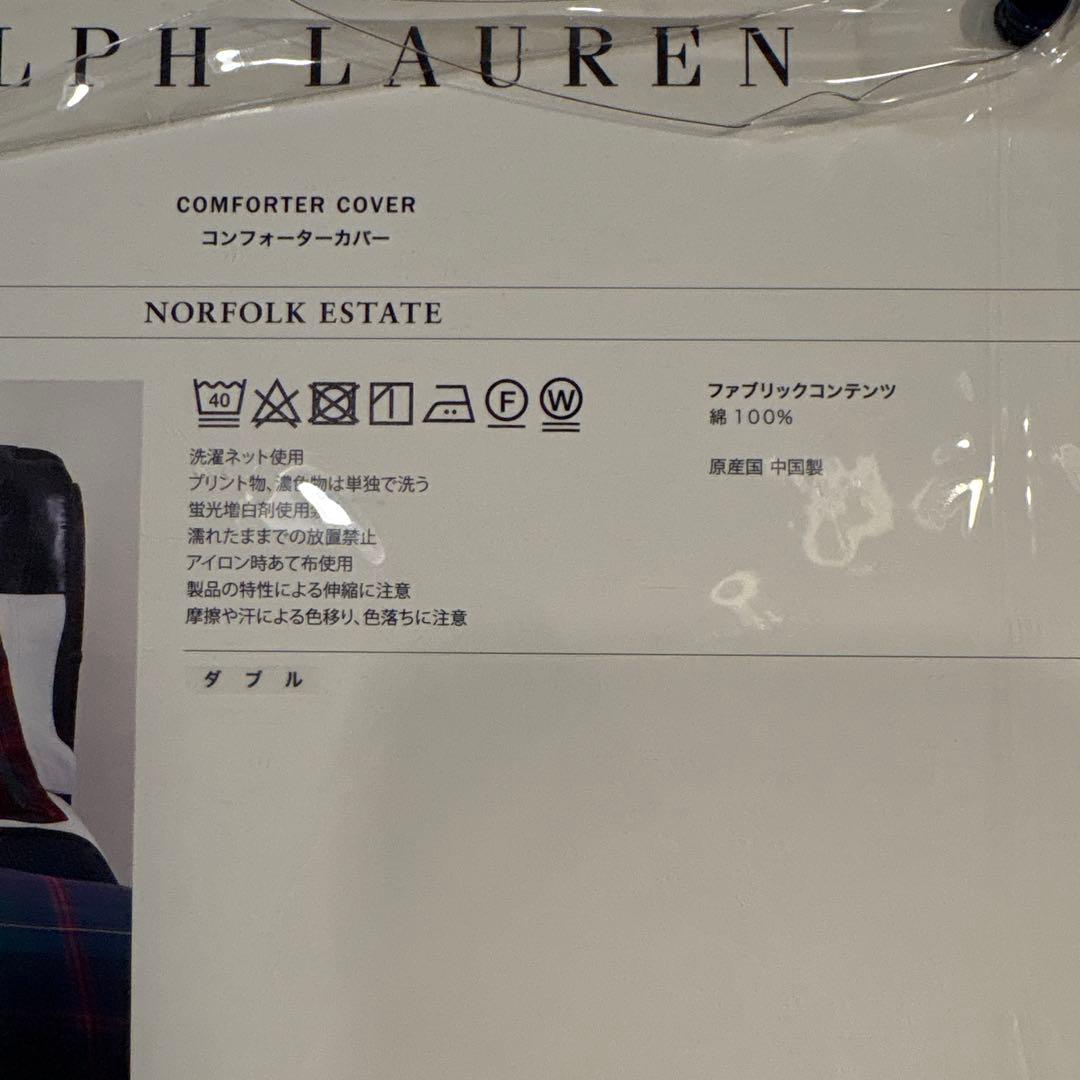 LPH LAUREN
COMFORTER COVER
コンフォーターカバー
NORFOLK ESTATE
40 F W
洗濯ネット使用
プリント物、濃色物は単独で洗う
蛍光増白剤使用
濡れたままでの放置禁止
アイロン時あて布使用
製品の特性による伸縮に注意
摩擦や汗による色移り、色落ちに注意
ファブリックコンテンツ
綿 100%
原産国 中国製
ダブル